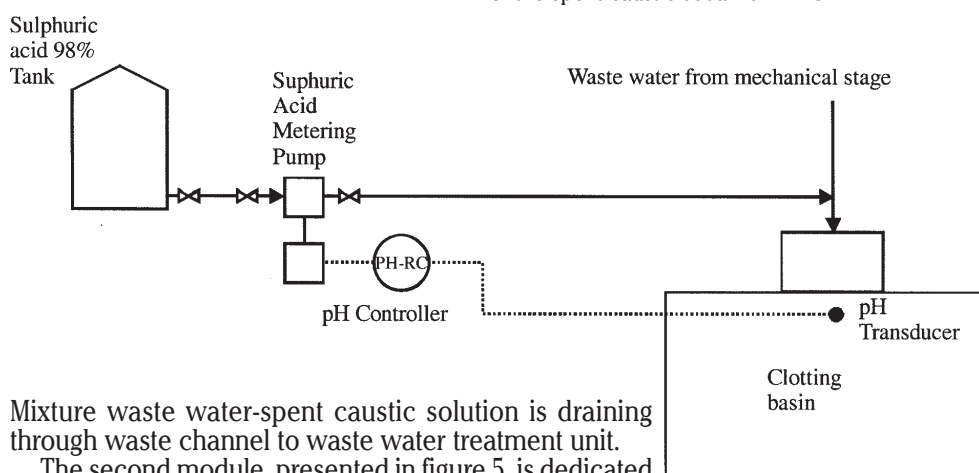 Sulphuric
acid 98%
Tank
Suphuric
Acid
Metering
Pump
Waste water from mechanical stage
PH-RC
pH Controller
pH
Transducer
Clotting
basin
Mixture waste water-spent caustic solution is draining
through waste channel to waste water treatment unit.
The second module, presented in figure 5, is dedicated